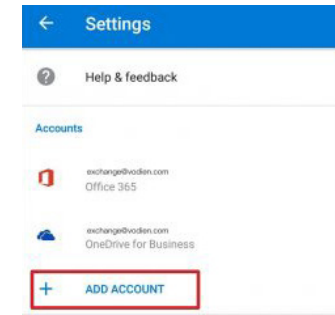 Settings
Help & feedback
Accounts
exchange@vodien.com
Office 365
exchange@vodien.com
OneDrive for Business
ADD ACCOUNT